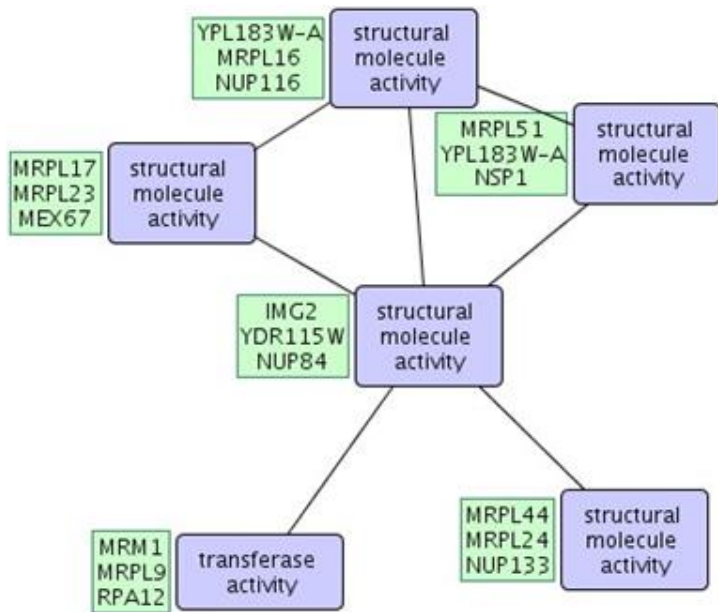 YPL183W-A
MRPL16
NUP116
structural
molecule
activity
MRPL51
YPL183W-A
NSP1
structural
molecule
activity
MRPL17
MRPL23
MEX67
structural
molecule
activity
IMG2
YDR115W
NUP84
structural
molecule
activity
MRM1
MRPL9
RPA12
transferase
activity
MRPL44
MRPL24
NUP133
structural
molecule
activity